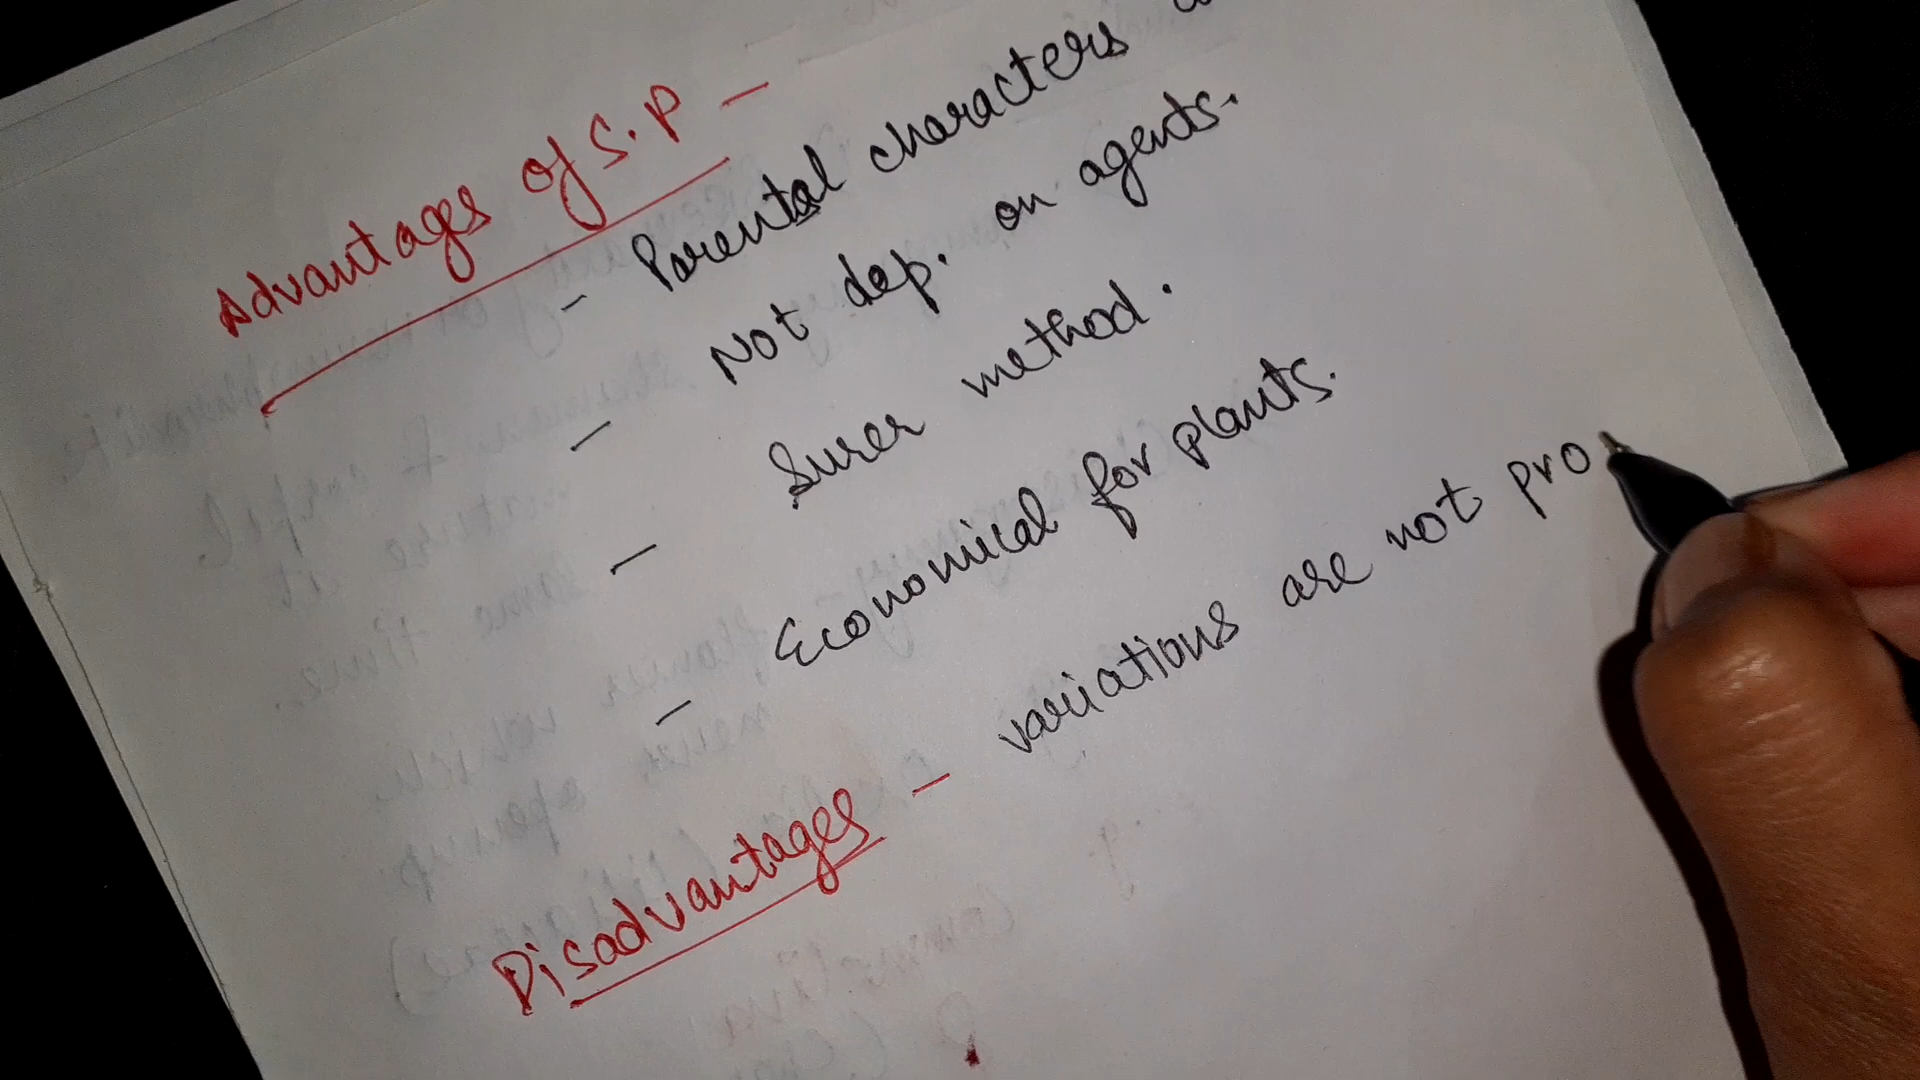 Advantages of S.P -
- Parental characters
- Not dep. on agents.
- Surer method.
- Economical for plants.
Disadvantages - variations are not pro